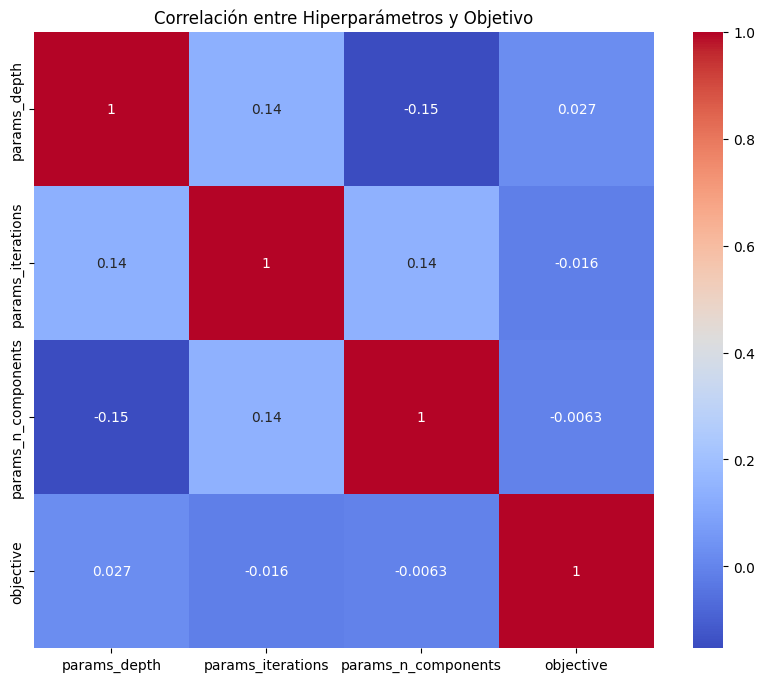 Correlación entre Hiperparámetros y Objetivo
params_depth 1 0.14 -0.15 0.027
params_iterations 0.14 1 0.14 -0.016
params_n_components -0.15 0.14 1 -0.0063
objective 0.027 -0.016 -0.0063 1
params_depth params_iterations params_n_components objective
1.0
0.8
0.6
0.4
0.2
0.0